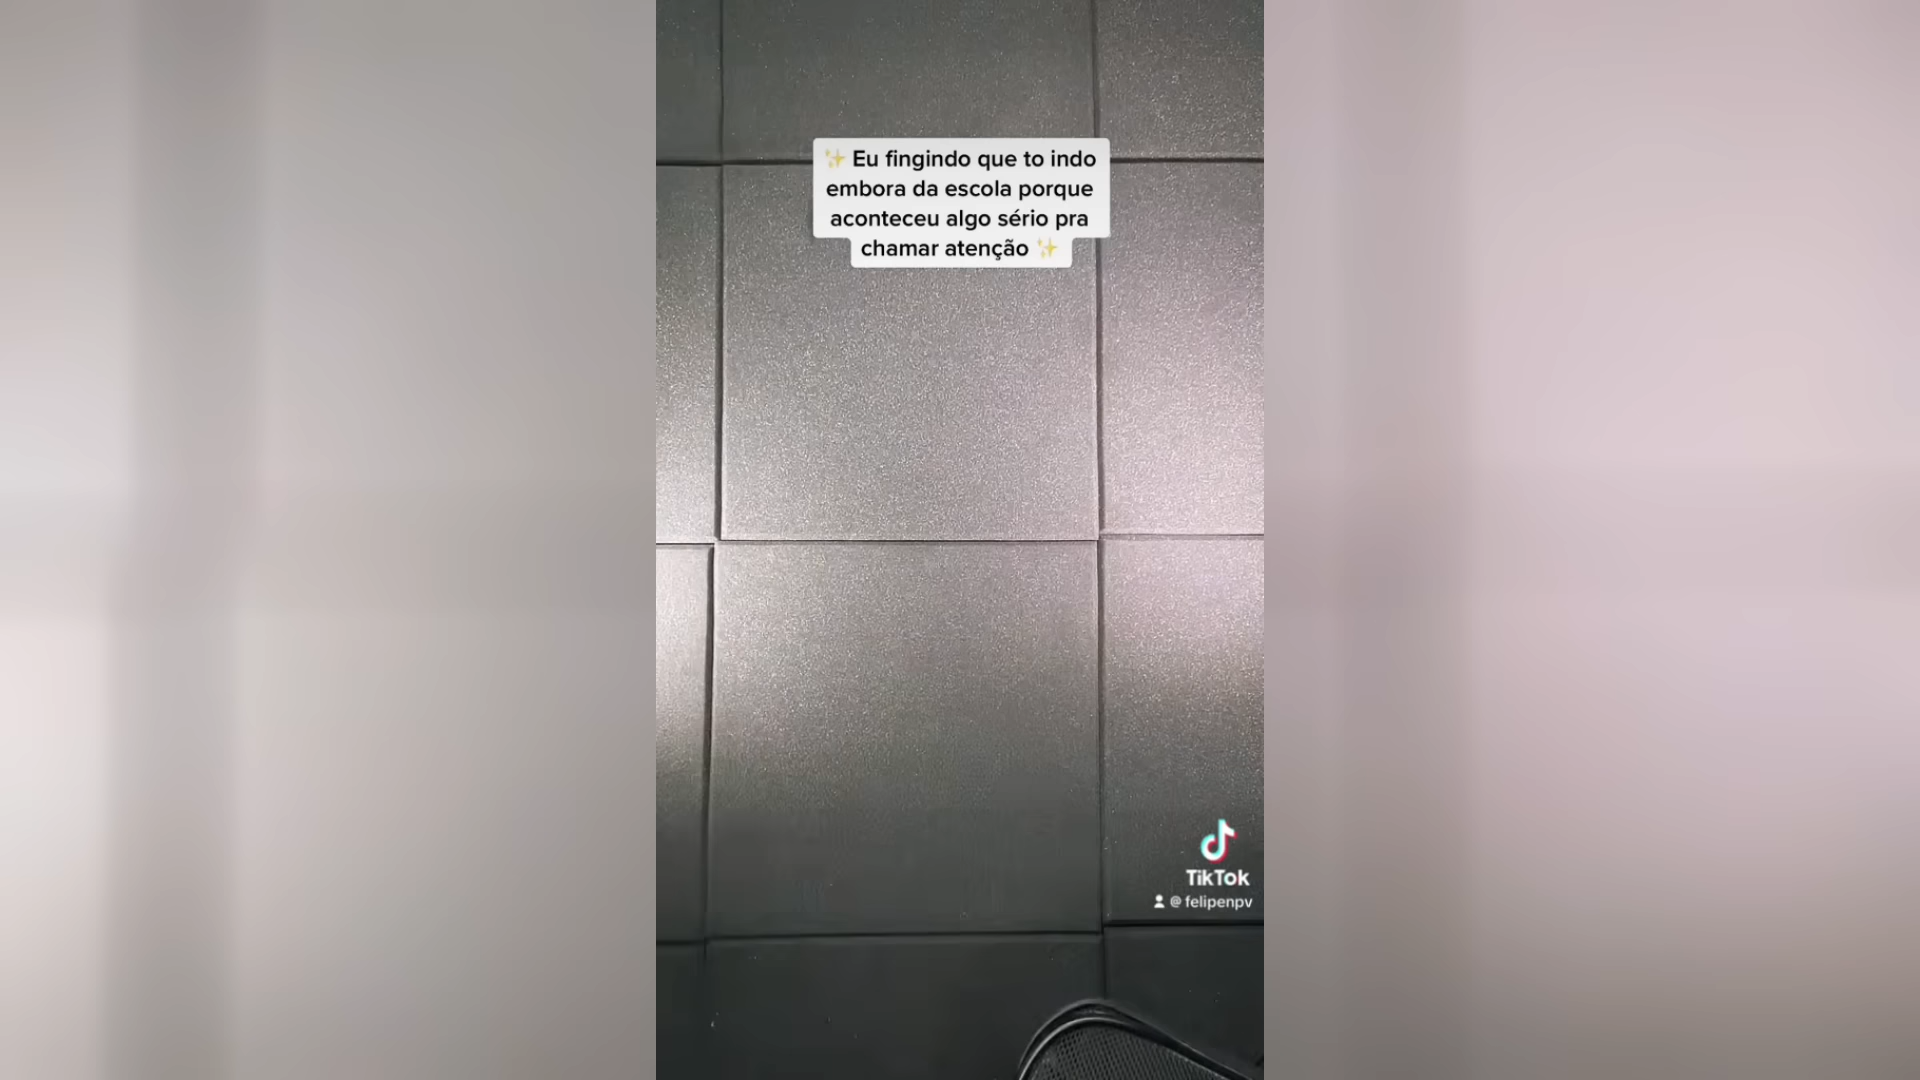 ✨ Eu fingindo que to indo
embora da escola porque
aconteceu algo sério pra
chamar atenção ✨
TikTok
@felipenpv